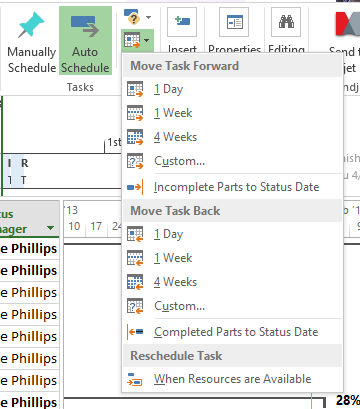 Manually Schedule
Auto Schedule
Insert
Properties
Editing
Send to
jet
Tasks
ndj
Move Task Forward
1 Day
1 Week
4 Weeks
Custom...
Incomplete Parts to Status Date
Move Task Back
1 Day
1 Week
4 Weeks
Custom...
Completed Parts to Status Date
Reschedule Task
When Resources are Available
1st
I R
1 T
nish
u 4/
tus
nager
'13
10 17 24
'1
9
e Phillips
e Phillips
e Phillips
e Phillips
e Phillips
e Phillips
e Phillips
e Phillips
28%